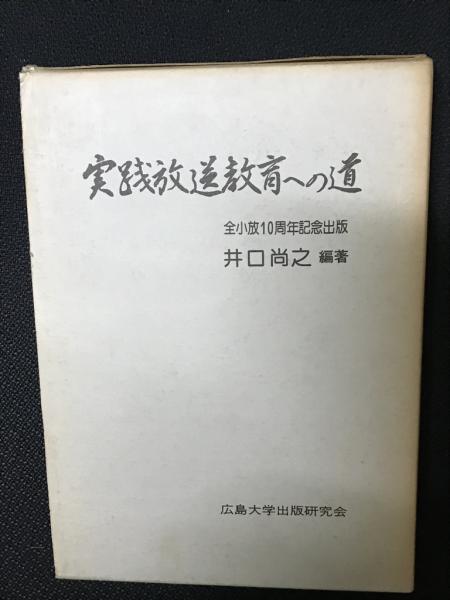 実践放送教育への道
全小放10周年記念出版
井口尚之 編著
広島大学出版研究会